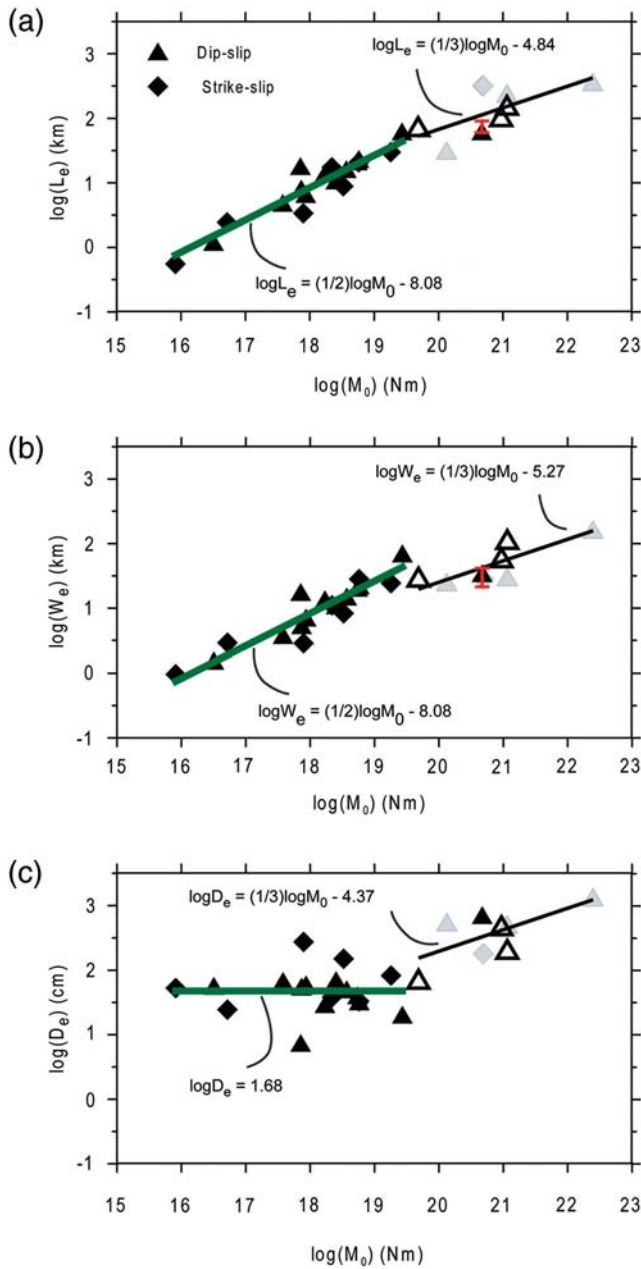 (a)
Dip-slip
Strike-slip
logLe = (1/3)logM0 - 4.84
logLe = (1/2)logM0 - 8.08
log(Le) (km)
3
2
1
0
-1
15 16 17 18 19 20 21 22 23
log(M0) (Nm)
(b)
logWe = (1/3)logM0 - 5.27
logWe = (1/2)logM0 - 8.08
log(We) (km)
3
2
1
0
-1
15 16 17 18 19 20 21 22 23
log(M0) (Nm)
(c)
logDe = (1/3)logM0 - 4.37
logDe = 1.68
log(De) (cm)
3
2
1
0
-1
15 16 17 18 19 20 21 22 23
log(M0) (Nm)